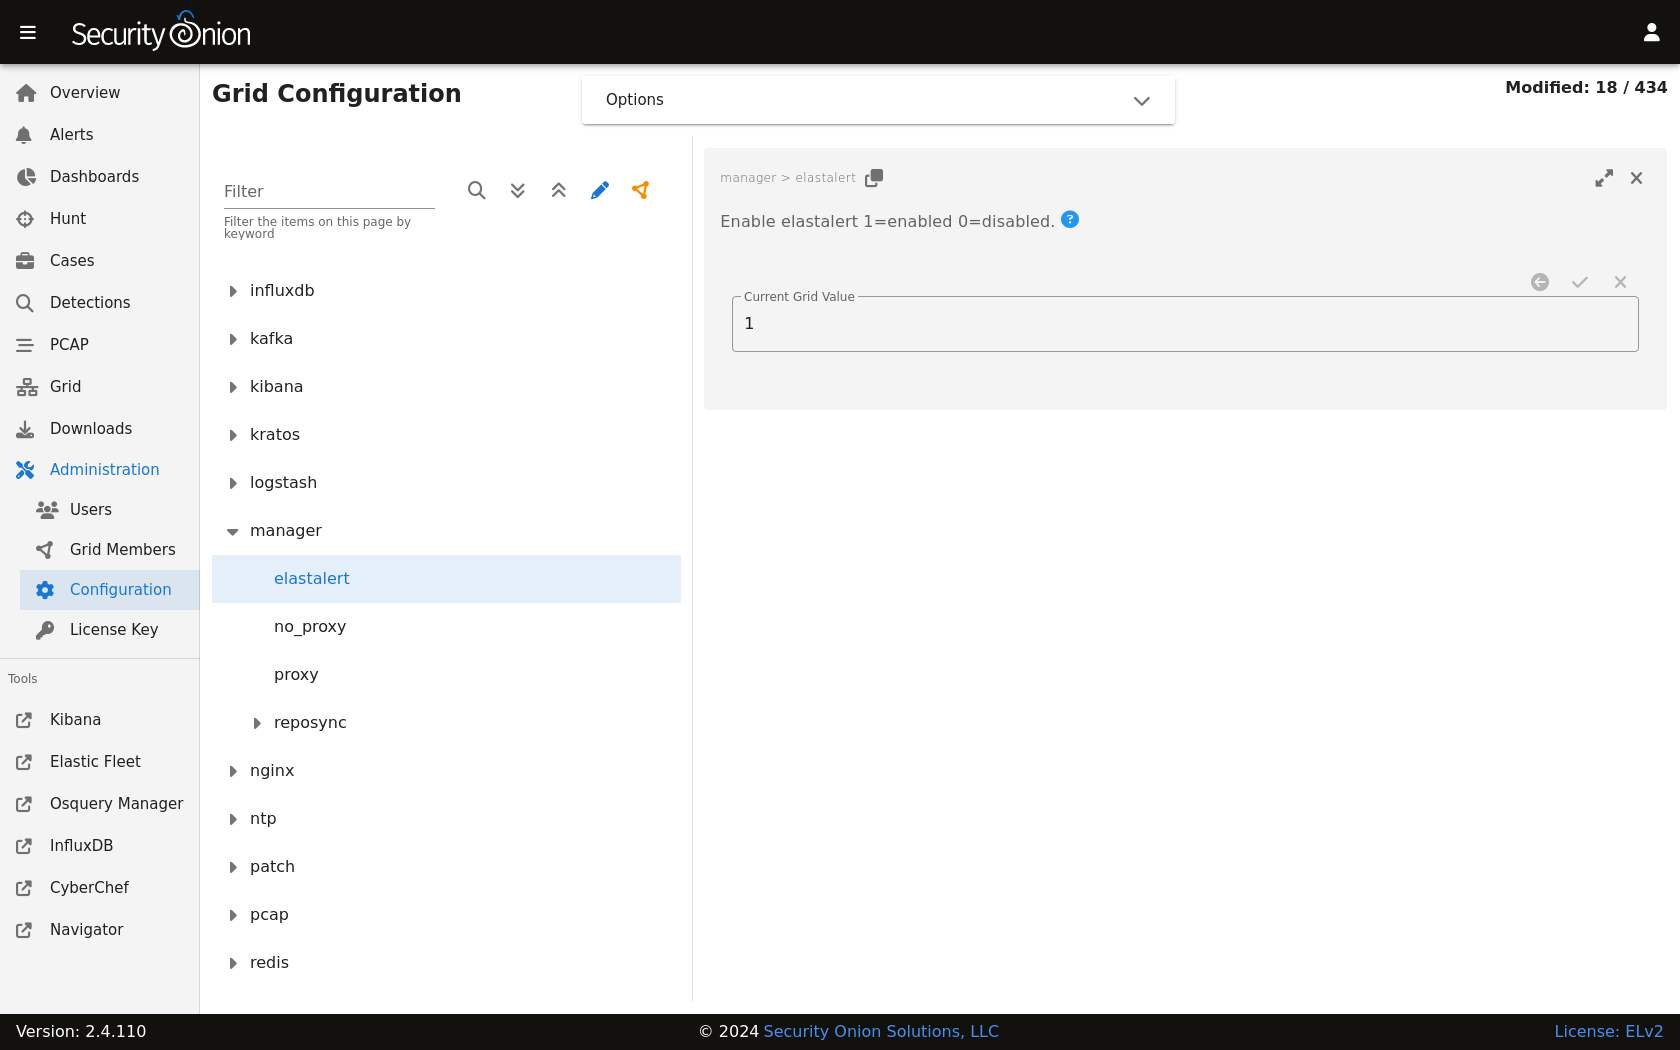 Security Onion
Overview
Alerts
Dashboards
Hunt
Cases
Detections
PCAP
Grid
Downloads
Administration
Users
Grid Members
Configuration
License Key
Tools
Kibana
Elastic Fleet
Osquery Manager
InfluxDB
CyberChef
Navigator
Grid Configuration
Options
Modified: 18 / 434
Filter
Filter the items on this page by
keyword
influxdb
kafka
kibana
kratos
logstash
manager
elastalert
no_proxy
proxy
reposync
nginx
ntp
patch
pcap
redis
manager > elastalert
Enable elastalert 1=enabled 0=disabled. ?
Current Grid Value
1
Version: 2.4.110
© 2024 Security Onion Solutions, LLC
License: ELv2